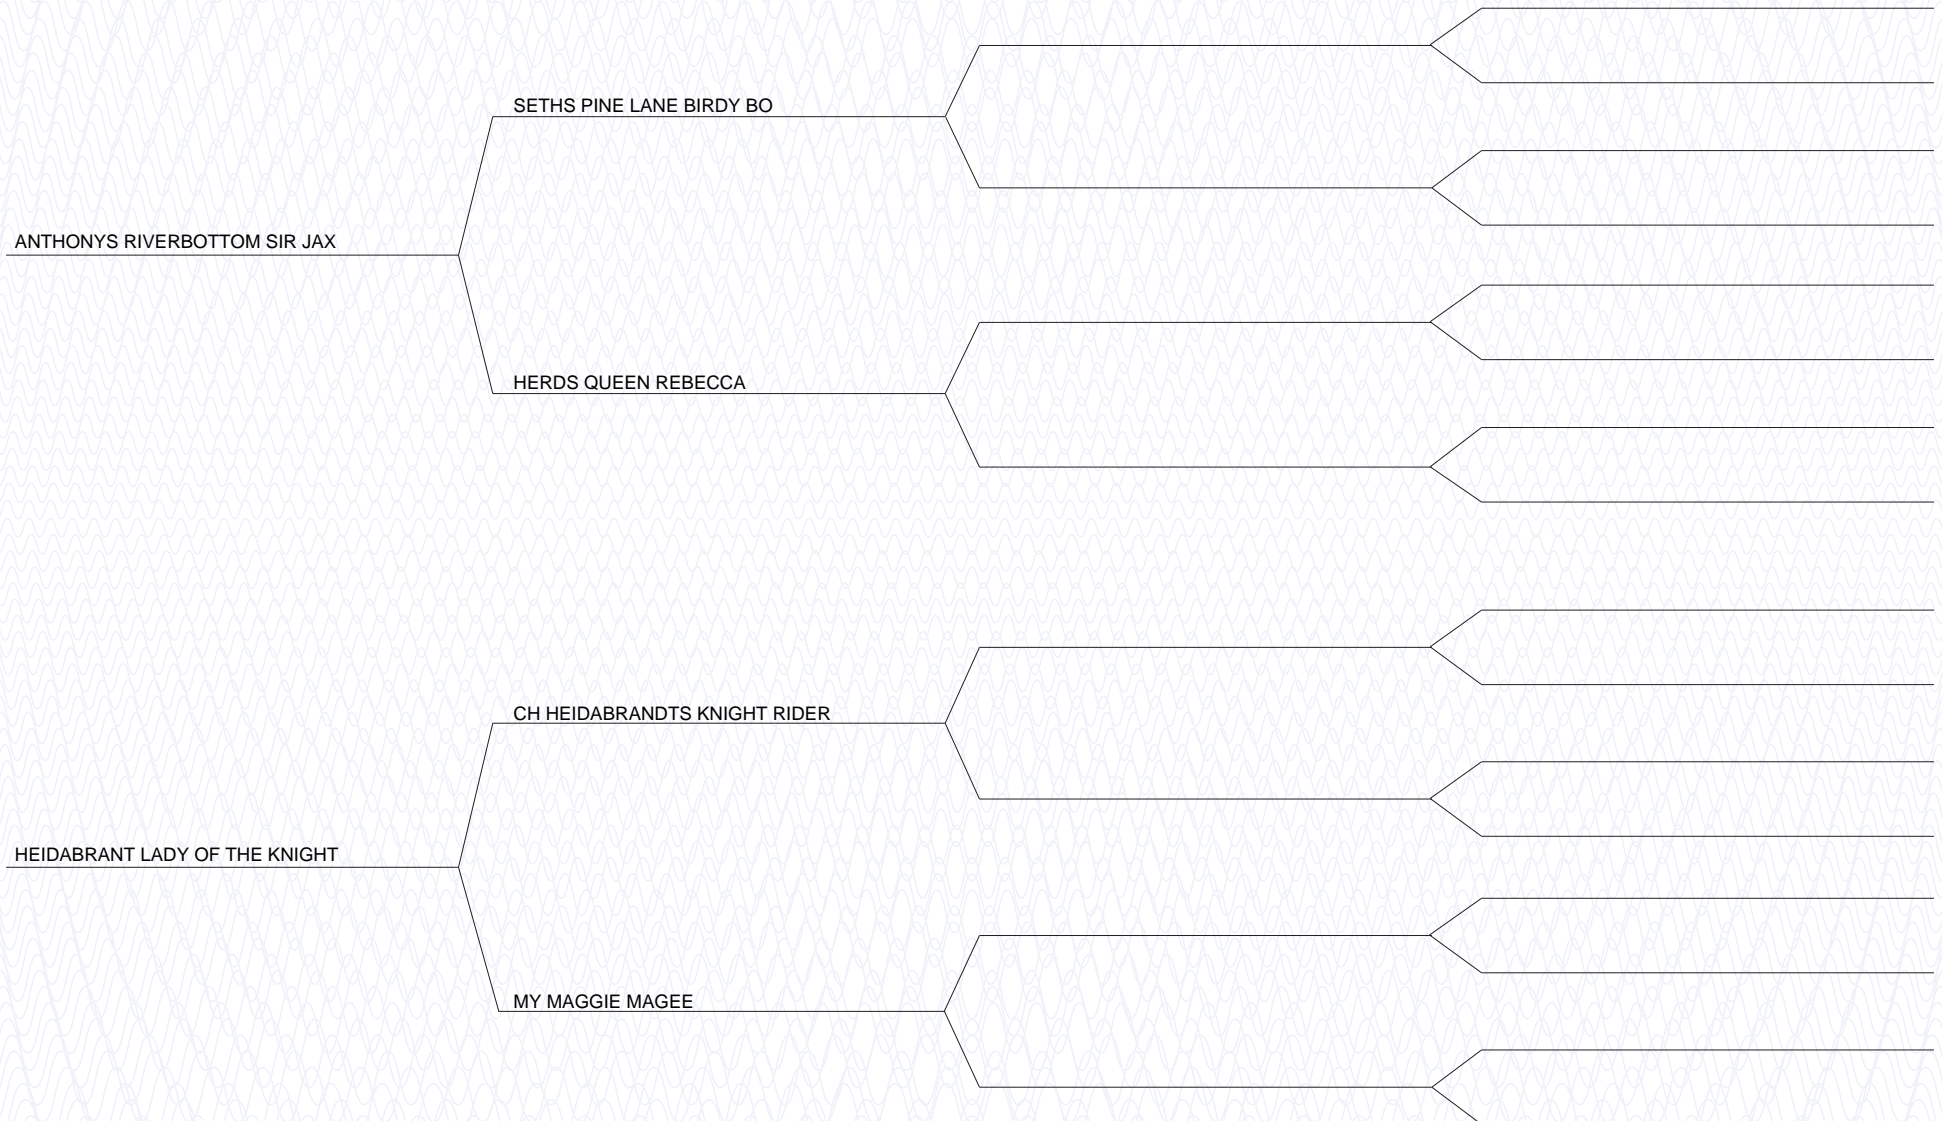 SETHS PINE LANE BIRDY BO
ANTHONYS RIVERBOTTOM SIR JAX
HERDS QUEEN REBECCA
CH HEIDABRANDTS KNIGHT RIDER
HEIDABRANT LADY OF THE KNIGHT
MY MAGGIE MAGEE